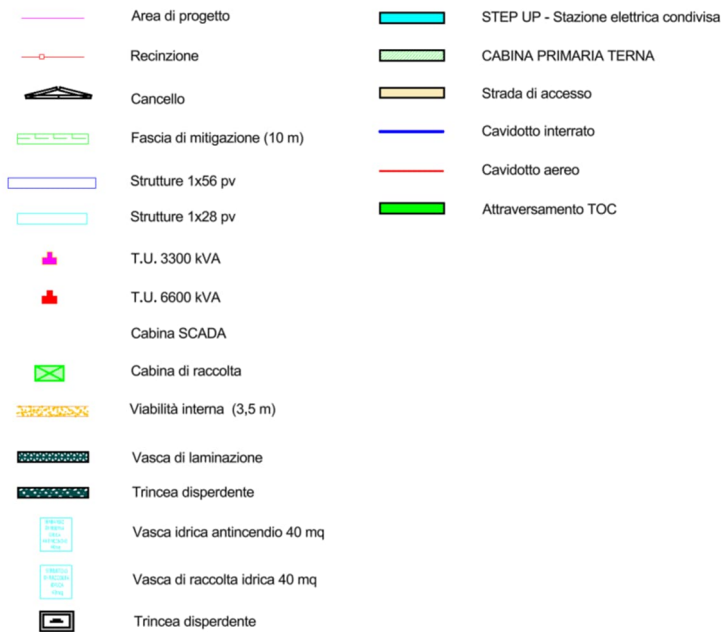 Area di progetto
Recinzione
Cancello
Fascia di mitigazione (10 m)
Strutture 1x56 pv
Strutture 1x28 pv
T.U. 3300 kVA
T.U. 6600 kVA
Cabina SCADA
Cabina di raccolta
Viabilità interna (3,5 m)
Vasca di laminazione
Trincea disperdente
Vasca idrica antincendio 40 mq
Vasca di raccolta idrica 40 mq
Trincea disperdente
STEP UP - Stazione elettrica condivisa
CABINA PRIMARIA TERNA
Strada di accesso
Cavidotto interrato
Cavidotto aereo
Attraversamento TOC